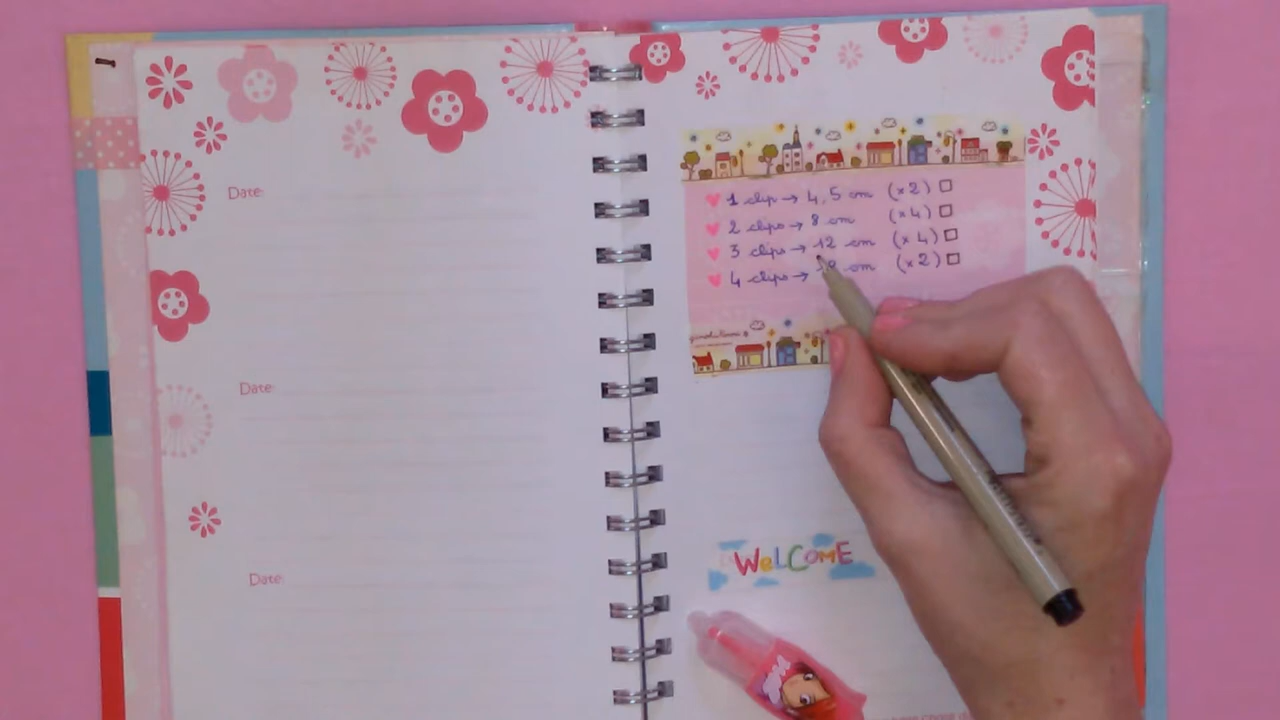 Date:
Date:
Date:
1 clip → 4,5 cm (x2) □
2 clips → 8 cm (x4) □
3 clips → 12 cm (x4) □
4 clips → cm (x2) □
WeLCoME